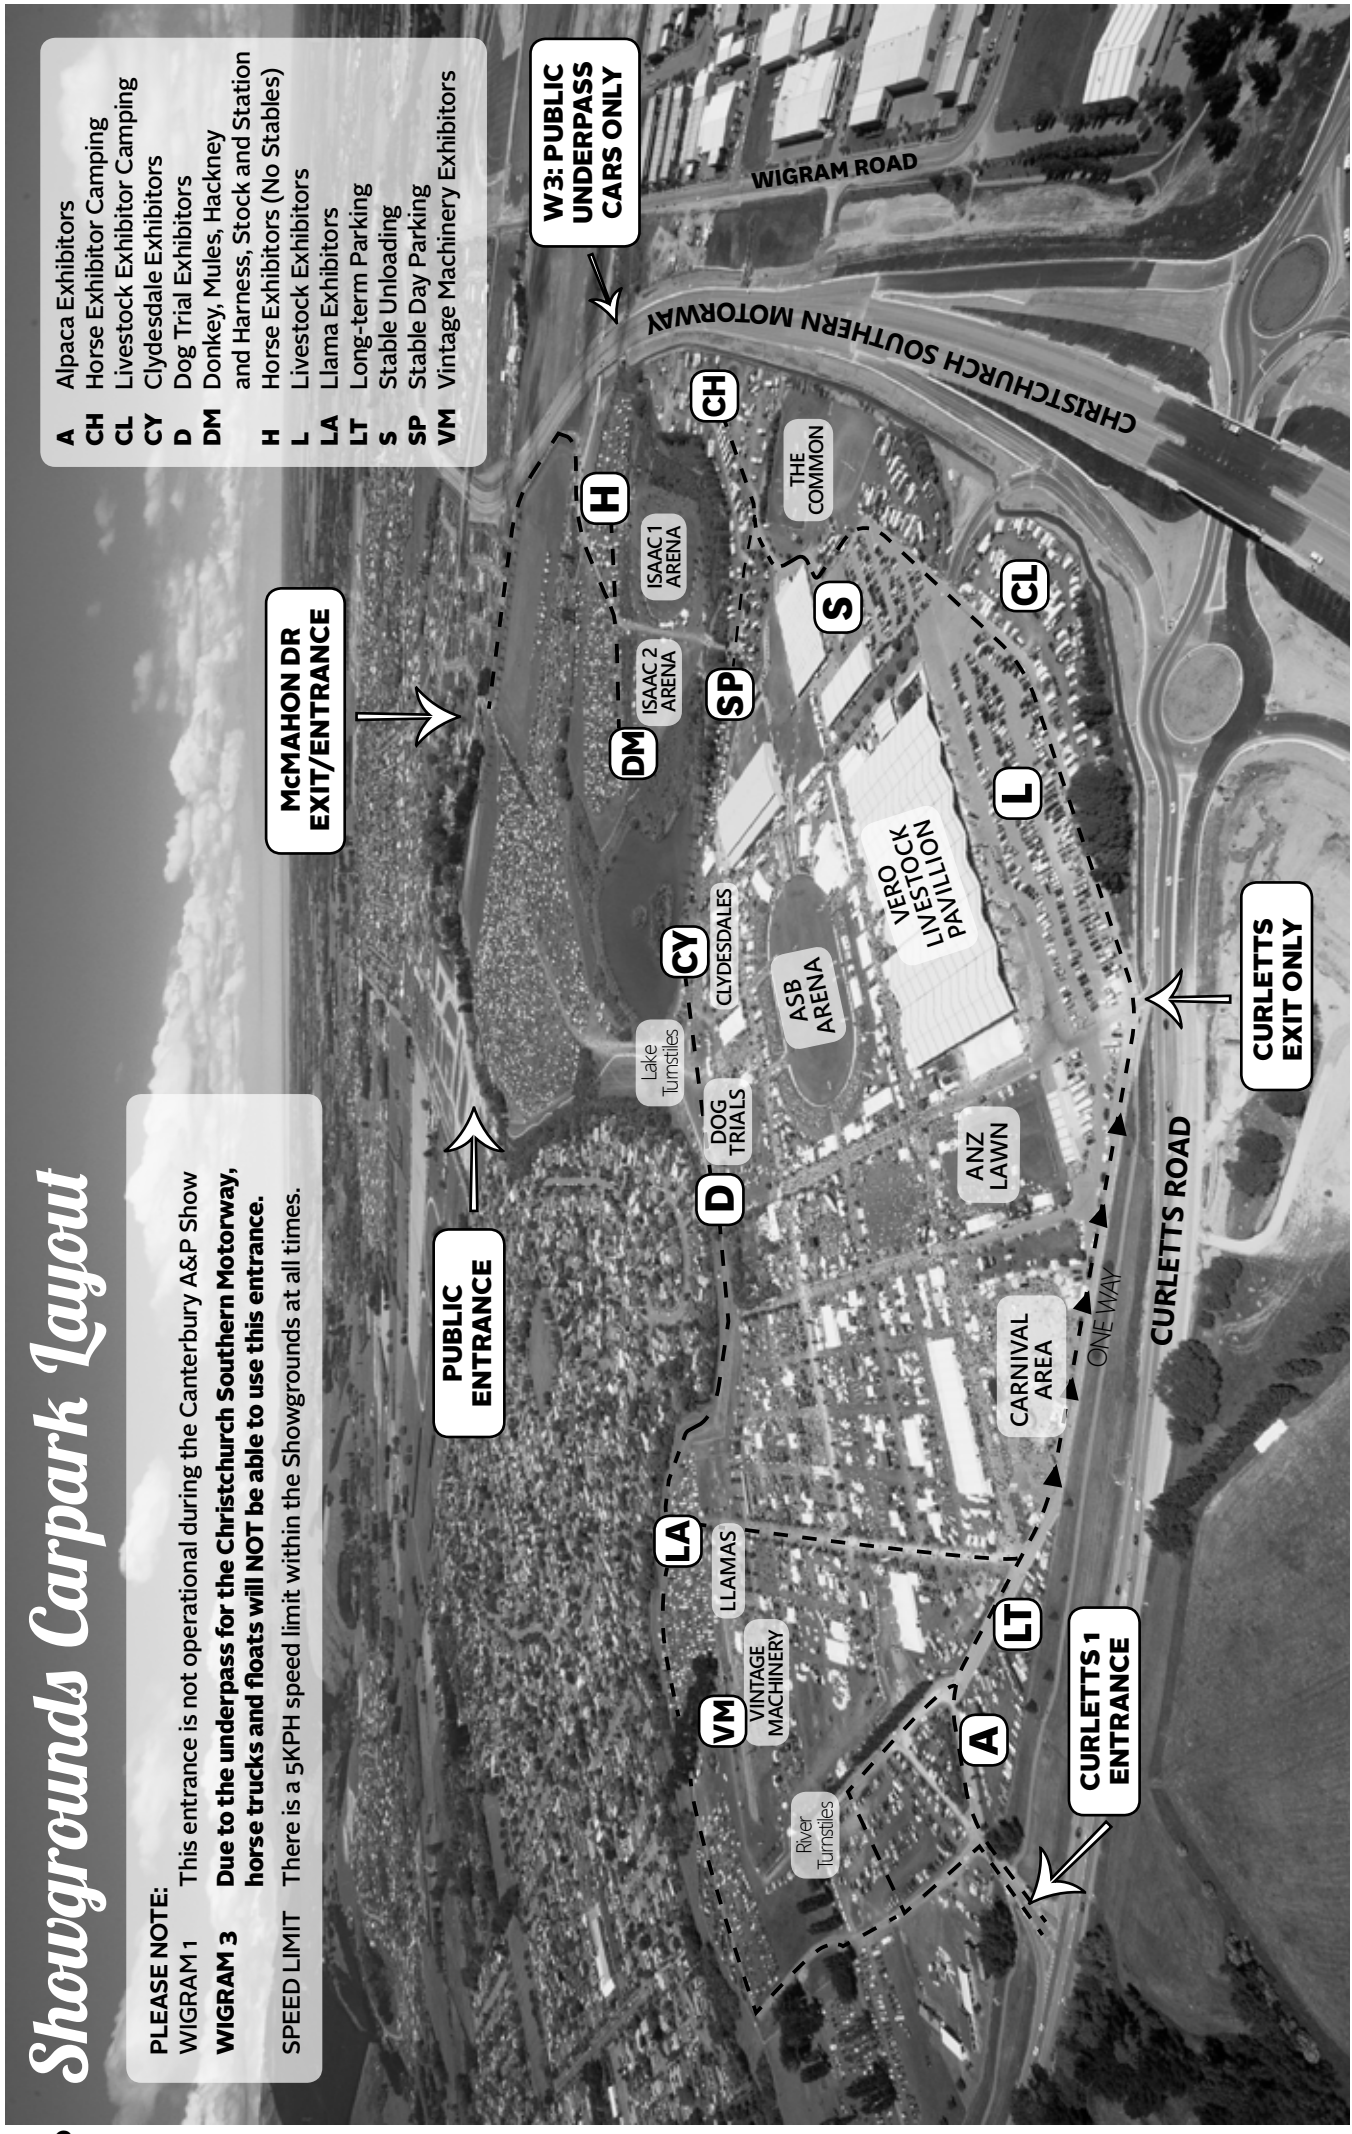 Showgrounds Carpark Layout
PLEASE NOTE:
WIGRAM 1 This entrance is not operational during the Canterbury A&P Show
WIGRAM 3 Due to the underpass for the Christchurch Southern Motorway,
horse trucks and floats will NOT be able to use this entrance.
SPEED LIMIT There is a 5KPH speed limit within the Showgrounds at all times.
A Alpaca Exhibitors
CH Horse Exhibitor Camping
CL Livestock Exhibitor Camping
CY Clydesdale Exhibitors
D Dog Trial Exhibitors
DM Donkey, Mules, Hackney
and Harness, Stock and Station
H Horse Exhibitors (No Stables)
L Livestock Exhibitors
LA Llama Exhibitors
LT Long-term Parking
S Stable Unloading
SP Stable Day Parking
VM Vintage Machinery Exhibitors
McMAHON DR
EXIT/ENTRANCE
PUBLIC
ENTRANCE
W3: PUBLIC
UNDERPASS
CARS ONLY
WIGRAM ROAD
CHRISTCHURCH SOUTHERN MOTORWAY
H
ISAAC 1
ARENA
DM
ISAAC 2
ARENA
CH
THE
COMMON
SP
S
CL
L
CY
CLYDESDALES
Lake
Turnstiles
ASB
ARENA
VERO
LIVESTOCK
PAVILLION
D
DOG
TRIALS
ANZ
LAWN
LA
LLAMAS
VM
VINTAGE
MACHINERY
River
Turnstiles
CARNIVAL
AREA
ONE WAY
LT
A
CURLETTS ROAD
CURLETTS
EXIT ONLY
CURLETTS 1
ENTRANCE